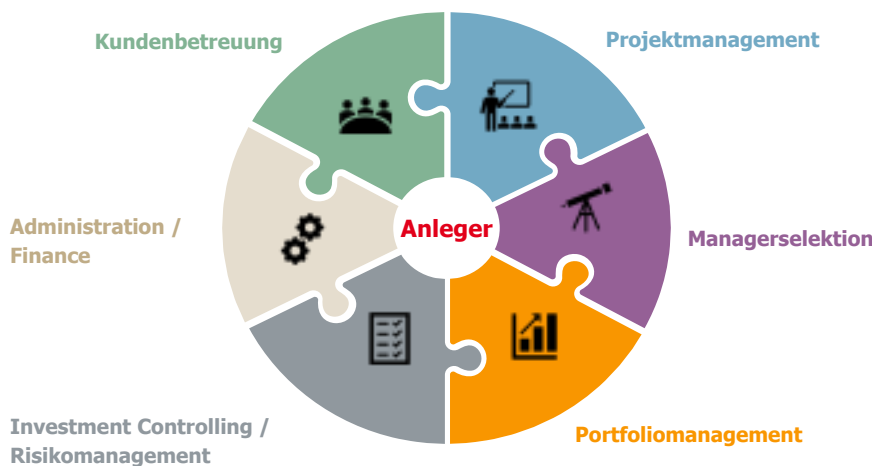 Kundenbetreuung
Projektmanagement
Administration /
Finance
Anleger
Managerselektion
Investment Controlling /
Risikomanagement
Portfoliomanagement